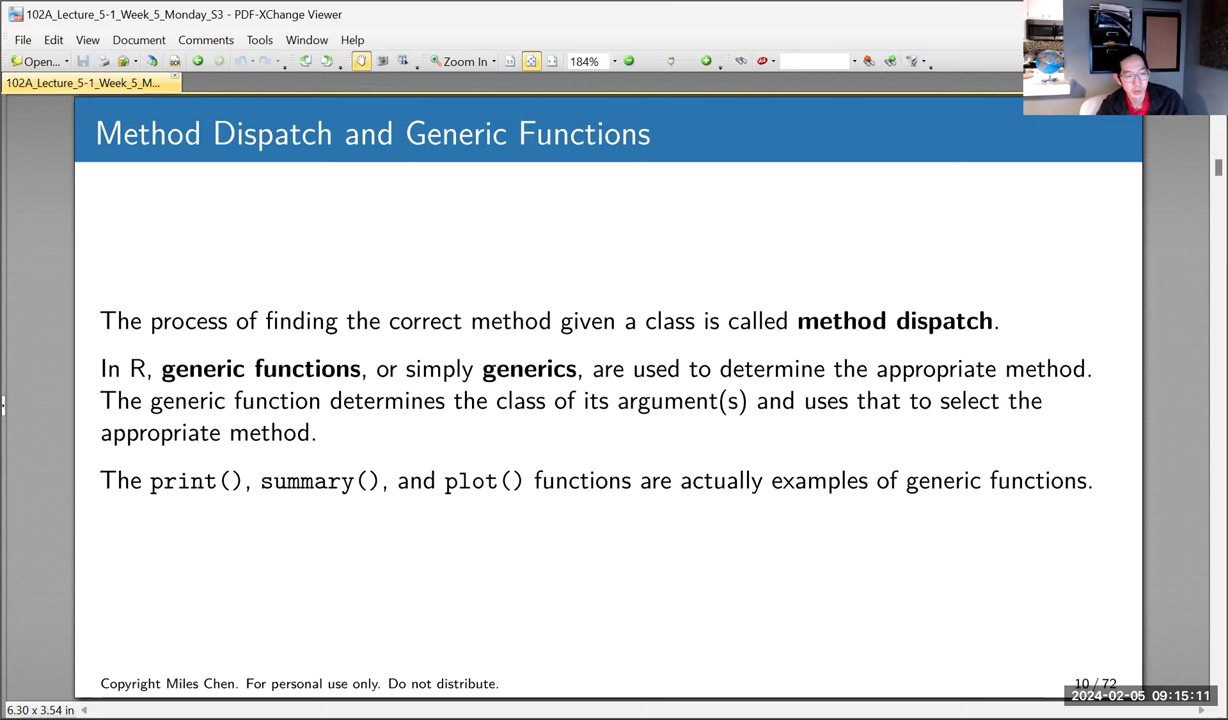 102A_Lecture_5-1_Week_5_Monday_S3 - PDF-XChange Viewer
File Edit View Document Comments Tools Window Help
Open... Zoom In 184%
102A_Lecture_5-1_Week_5_M...
Method Dispatch and Generic Functions
The process of finding the correct method given a class is called method dispatch.
In R, generic functions, or simply generics, are used to determine the appropriate method.
The generic function determines the class of its argument(s) and uses that to select the
appropriate method.
The print(), summary(), and plot() functions are actually examples of generic functions.
Copyright Miles Chen. For personal use only. Do not distribute.
10 / 72
2024-02-05 09:15:11
6.30 x 3.54 in